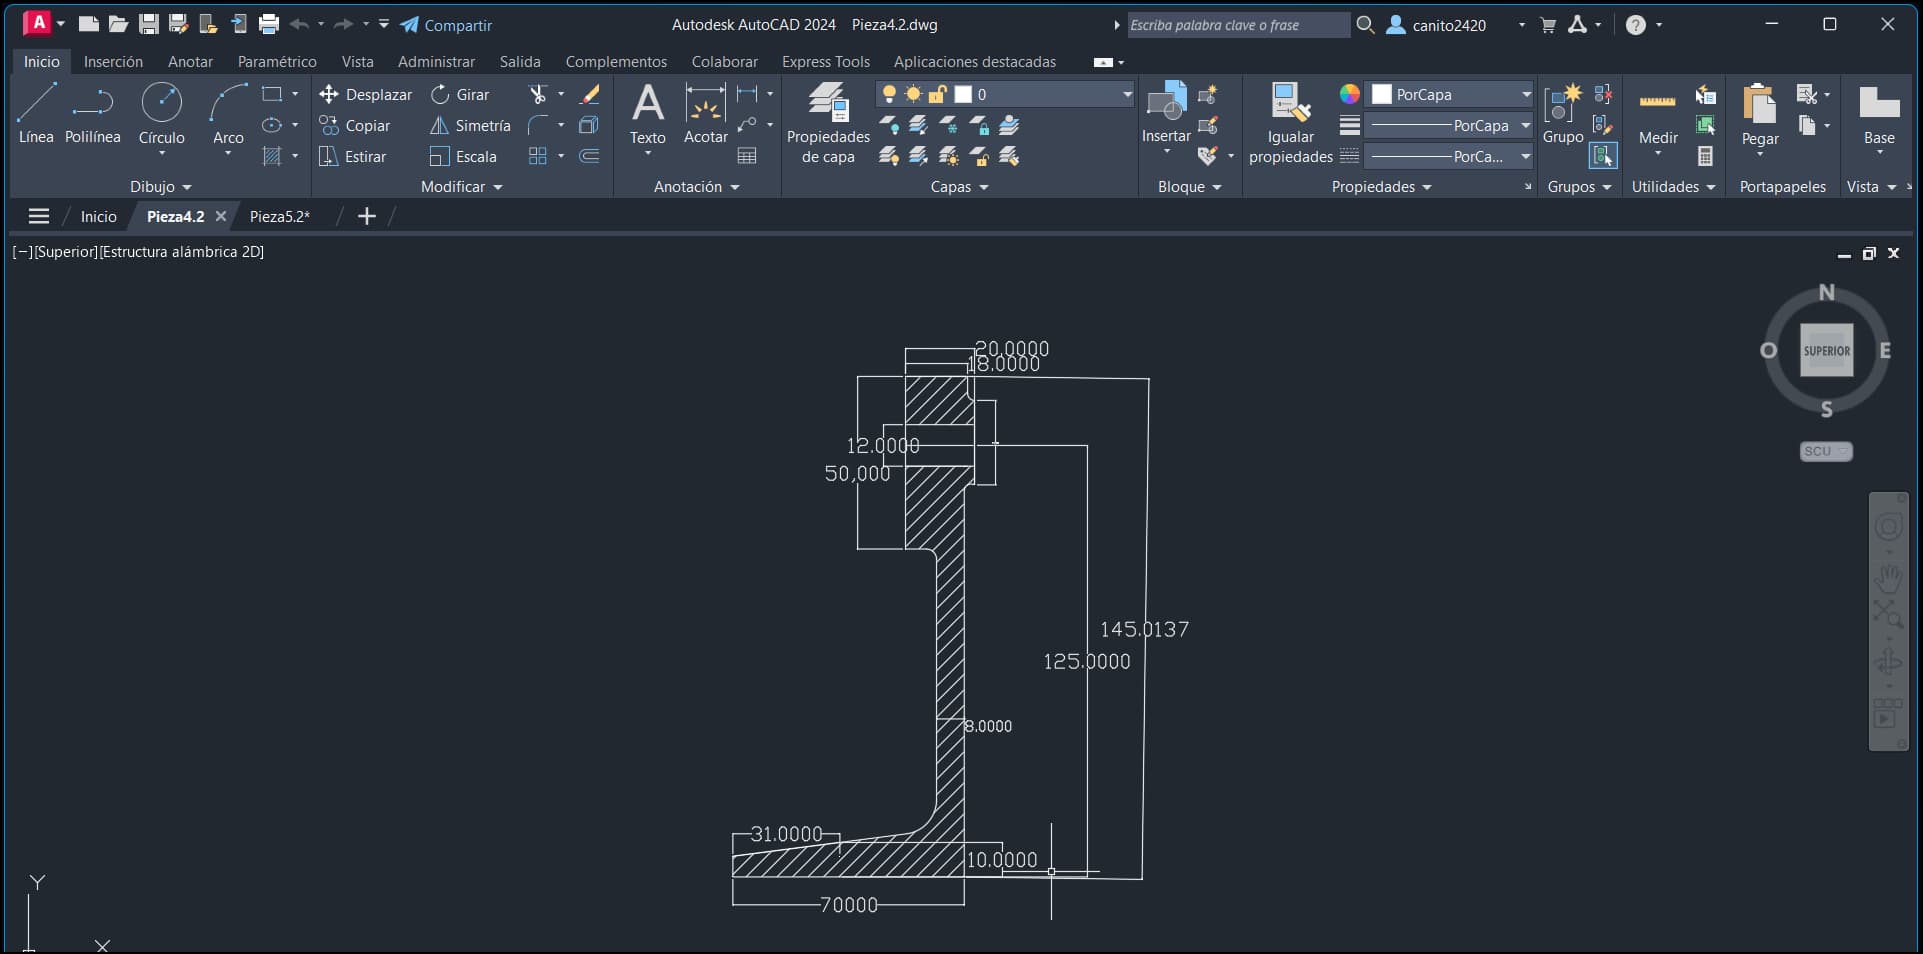 A Compartir Autodesk AutoCAD 2024 Pieza4.2.dwg Escriba palabra clave o frase canito2420 ?
Inicio Inserción Anotar Paramétrico Vista Administrar Salida Complementos Colaborar Express Tools Aplicaciones destacadas
Línea Polilínea Círculo Arco
Desplazar Girar
Copiar Simetría
Estirar Escala
A
Texto Acotar
Propiedades
de capa
0
Insertar
Igualar
propiedades
PorCapa
PorCapa
PorCa...
Grupo
Medir
Pegar
Base
Dibujo Modificar Anotación Capas Bloque Propiedades Grupos Utilidades Portapapeles Vista
Inicio Pieza4.2 Pieza5.2*
[−][Superior][Estructura alámbrica 2D]
N
O SUPERIOR E
S
SCU
20,0000
18.0000
12.0000
50,000
145.0137
125.0000
8.0000
31.0000
10.0000
70000
Y
X